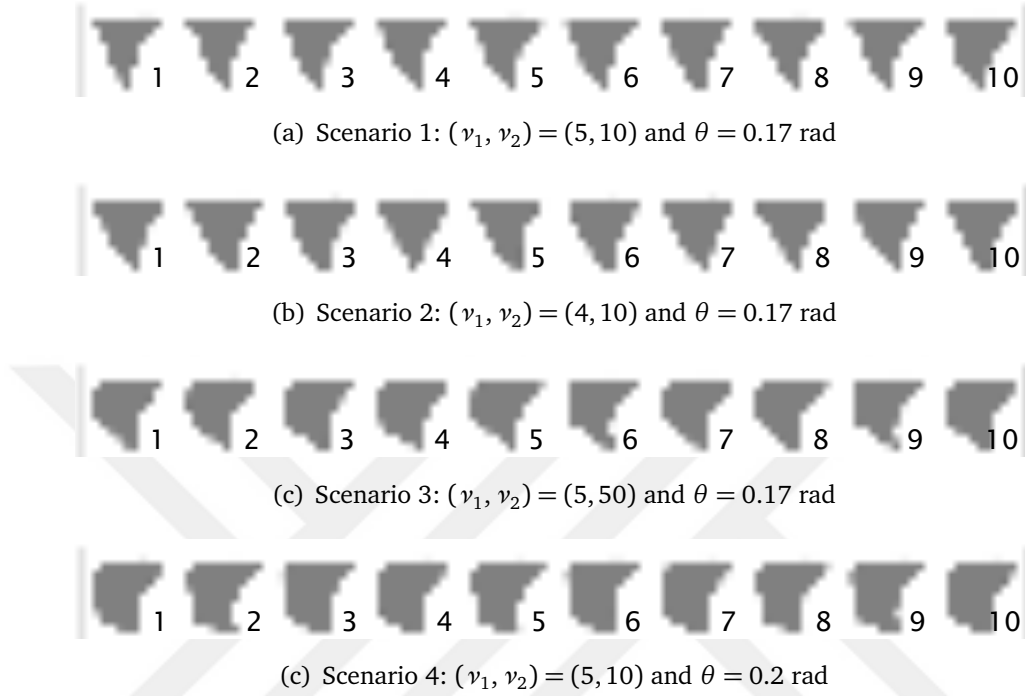 1 2 3 4 5 6 7 8 9 10
(a) Scenario 1: (ν₁, ν₂) = (5, 10) and θ = 0.17 rad
1 2 3 4 5 6 7 8 9 10
(b) Scenario 2: (ν₁, ν₂) = (4, 10) and θ = 0.17 rad
1 2 3 4 5 6 7 8 9 10
(c) Scenario 3: (ν₁, ν₂) = (5, 50) and θ = 0.17 rad
1 2 3 4 5 6 7 8 9 10
(c) Scenario 4: (ν₁, ν₂) = (5, 10) and θ = 0.2 rad